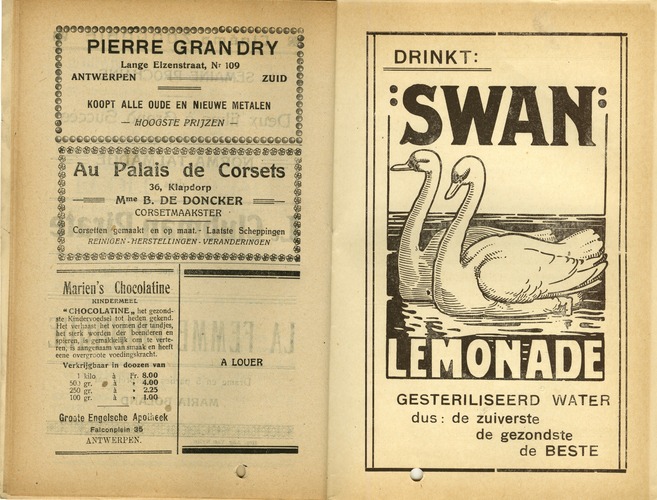 PIERRE GRANDRY
Lange Elzenstraat, Nr 109
ANTWERPEN ZUID
KOOPT ALLE OUDE EN NIEUWE METALEN
— HOOGSTE PRIJZEN —
Au Palais de Corsets
36, Klapdorp
Mme B. DE DONCKER
CORSETMAAKSTER
Corsetten gemaakt en op maat. - Laatste Scheppingen
REINIGEN - HERSTELLINGEN - VERANDERINGEN
Marien's Chocolatine
KINDERMEEL
"CHOCOLATINE„ het gezond-
ste Kindervoedsel tot heden gekend.
Het verhaast het vormen der tandjes,
het sterk worden der beenderen en
spieren, is gemakkelijk om te verte-
ren, is aangenaam van smaak en heeft
eene overgroote voedingskracht.
Verkrijgbaar in doozen van
1 kilo à Fr. 8.00
500 gr. à » 4.00
250 gr. à » 2.25
100 gr. à » 1.00
Groote Engelsche Apotheek
Falconplein 35
ANTWERPEN.
A LOUER
DRINKT:
SWAN
LEMONADE
GESTERILISEERD WATER
dus: de zuiverste
de gezondste
de BESTE